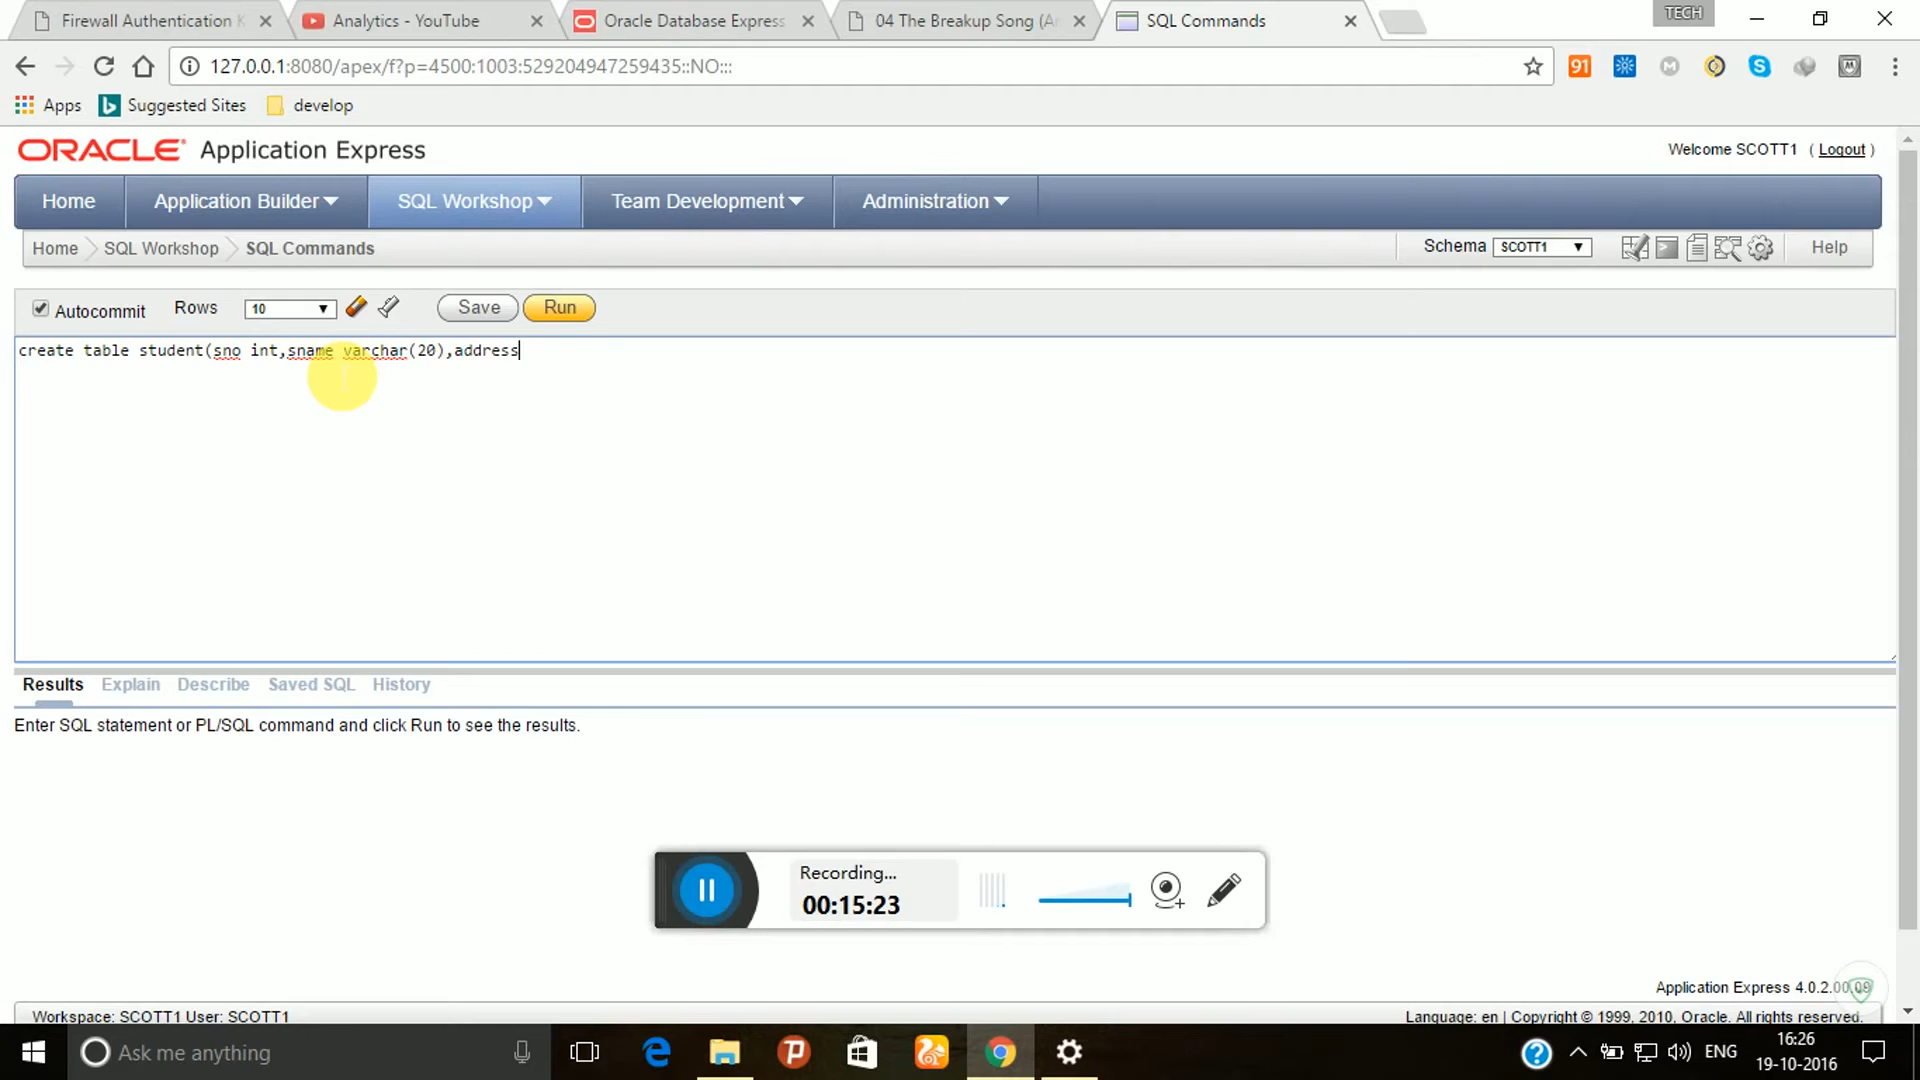 Firewall Authentication K
Analytics - YouTube
Oracle Database Express
04 The Breakup Song (Ar
SQL Commands
TECH
127.0.0.1:8080/apex/f?p=4500:1003:529204947259435::NO:::
91
Apps
Suggested Sites
develop
ORACLE Application Express
Welcome SCOTT1 ( Logout )
Home
Application Builder
SQL Workshop
Team Development
Administration
Home
SQL Workshop
SQL Commands
Schema SCOTT1
Help
Autocommit
Rows 10
Save
Run
create table student(sno int,sname varchar(20),address
Results
Explain
Describe
Saved SQL
History
Enter SQL statement or PL/SQL command and click Run to see the results.
Recording...
00:15:23
Application Express 4.0.2.00.09
Workspace: SCOTT1 User: SCOTT1
Language: en | Copyright © 1999, 2010, Oracle. All rights reserved.
Ask me anything
ENG
16:26
19-10-2016